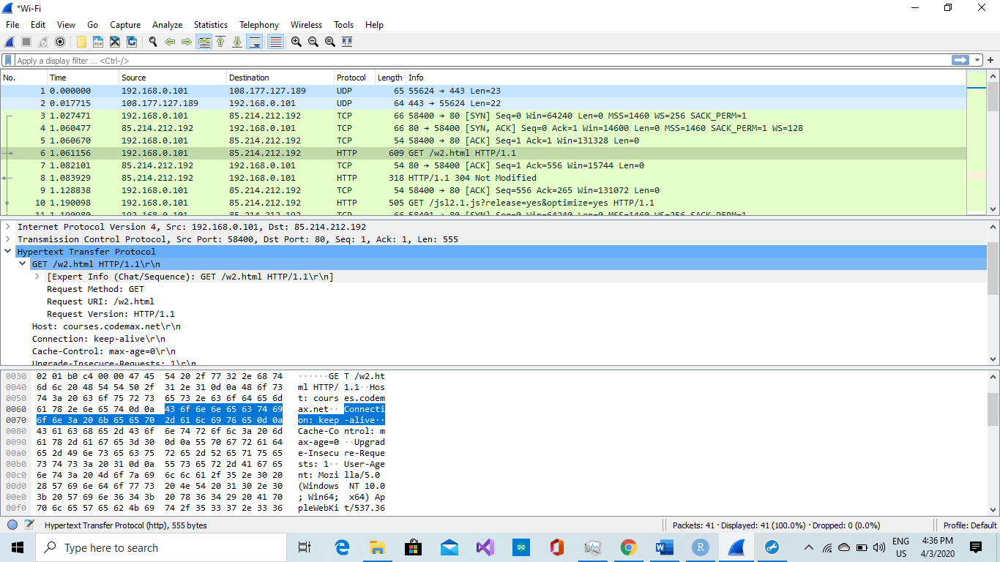 *Wi-Fi
File Edit View Go Capture Analyze Statistics Telephony Wireless Tools Help
Apply a display filter ... <Ctrl-/>
No. Time Source Destination Protocol Length Info
1 0.000000 192.168.0.101 108.177.127.189 UDP 65 55624 → 443 Len=23
2 0.017715 108.177.127.189 192.168.0.101 UDP 64 443 → 55624 Len=22
3 1.027471 192.168.0.101 85.214.212.192 TCP 66 58400 → 80 [SYN] Seq=0 Win=64240 Len=0 MSS=1460 WS=256 SACK_PERM=1
4 1.060477 85.214.212.192 192.168.0.101 TCP 66 80 → 58400 [SYN, ACK] Seq=0 Ack=1 Win=14600 Len=0 MSS=1460 SACK_PERM=1 WS=128
5 1.060670 192.168.0.101 85.214.212.192 TCP 54 58400 → 80 [ACK] Seq=1 Ack=1 Win=131328 Len=0
6 1.061156 192.168.0.101 85.214.212.192 HTTP 609 GET /w2.html HTTP/1.1
7 1.082101 85.214.212.192 192.168.0.101 TCP 54 80 → 58400 [ACK] Seq=1 Ack=556 Win=15744 Len=0
8 1.083929 85.214.212.192 192.168.0.101 HTTP 318 HTTP/1.1 304 Not Modified
9 1.128838 192.168.0.101 85.214.212.192 TCP 54 58400 → 80 [ACK] Seq=556 Ack=265 Win=131072 Len=0
10 1.190098 192.168.0.101 85.214.212.192 HTTP 505 GET /jsl2.1.js?release=yes&optimize=yes HTTP/1.1
11 1.190980 192.168.0.101 85.214.212.192 TCP 66 58401 → 80 [SYN] Seq=0 Win=64240 Len=0 MSS=1460 WS=256 SACK_PERM=1
Internet Protocol Version 4, Src: 192.168.0.101, Dst: 85.214.212.192
Transmission Control Protocol, Src Port: 58400, Dst Port: 80, Seq: 1, Ack: 1, Len: 555
Hypertext Transfer Protocol
GET /w2.html HTTP/1.1\r\n
[Expert Info (Chat/Sequence): GET /w2.html HTTP/1.1\r\n]
Request Method: GET
Request URI: /w2.html
Request Version: HTTP/1.1
Host: courses.codemax.net\r\n
Connection: keep-alive\r\n
Cache-Control: max-age=0\r\n
Upgrade-Insecure-Requests: 1\r\n
0030 02 01 b0 c4 00 00 47 45 54 20 2f 77 32 2e 68 74 ······GE T /w2.ht
0040 6d 6c 20 48 54 54 50 2f 31 2e 31 0d 0a 48 6f 73 ml HTTP/ 1.1··Hos
0050 74 3a 20 63 6f 75 72 73 65 73 2e 63 6f 64 65 6d t: cours es.codem
0060 61 78 2e 6e 65 74 0d 0a 43 6f 6e 6e 65 63 74 69 ax.net·· Connecti
0070 6f 6e 3a 20 6b 65 65 70 2d 61 6c 69 76 65 0d 0a on: keep -alive··
0080 43 61 63 68 65 2d 43 6f 6e 74 72 6f 6c 3a 20 6d Cache-Co ntrol: m
0090 61 78 2d 61 67 65 3d 30 0d 0a 55 70 67 72 61 64 ax-age=0 ··Upgrad
00a0 65 2d 49 6e 73 65 63 75 72 65 2d 52 65 71 75 65 e-Insecu re-Reque
00b0 73 74 73 3a 20 31 0d 0a 55 73 65 72 2d 41 67 65 sts: 1·· User-Age
00c0 6e 74 3a 20 4d 6f 7a 69 6c 6c 61 2f 35 2e 30 20 nt: Mozi lla/5.0
00d0 28 57 69 6e 64 6f 77 73 20 4e 54 20 31 30 2e 30 (Windows NT 10.0
00e0 3b 20 57 69 6e 36 34 3b 20 78 36 34 29 20 41 70 ; Win64; x64) Ap
00f0 70 6c 65 57 65 62 4b 69 74 2f 35 33 37 2e 33 36 pleWebKi t/537.36
Hypertext Transfer Protocol (http), 555 bytes
Packets: 41 · Displayed: 41 (100.0%) · Dropped: 0 (0.0%)
Profile: Default
Type here to search
ENG
US
4:36 PM
4/3/2020